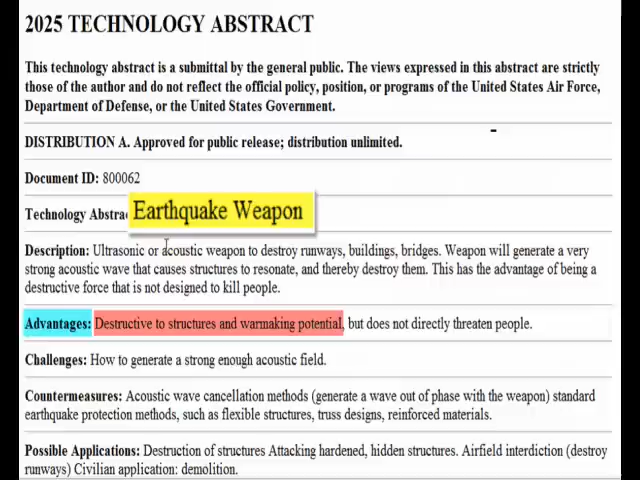 2025 TECHNOLOGY ABSTRACT
This technology abstract is a submittal by the general public. The views expressed in this abstract are strictly
those of the author and do not reflect the official policy, position, or programs of the United States Air Force,
Department of Defense, or the United States Government.
DISTRIBUTION A. Approved for public release; distribution unlimited.
Document ID: 800062
Technology Abstra Earthquake Weapon
Description: Ultrasonic or acoustic weapon to destroy runways, buildings, bridges. Weapon will generate a very
strong acoustic wave that causes structures to resonate, and thereby destroy them. This has the advantage of being a
destructive force that is not designed to kill people.
Advantages: Destructive to structures and warmaking potential, but does not directly threaten people.
Challenges: How to generate a strong enough acoustic field.
Countermeasures: Acoustic wave cancellation methods (generate a wave out of phase with the weapon) standard
earthquake protection methods, such as flexible structures, truss designs, reinforced materials.
Possible Applications: Destruction of structures Attacking hardened, hidden structures. Airfield interdiction (destroy
runways) Civilian application: demolition.